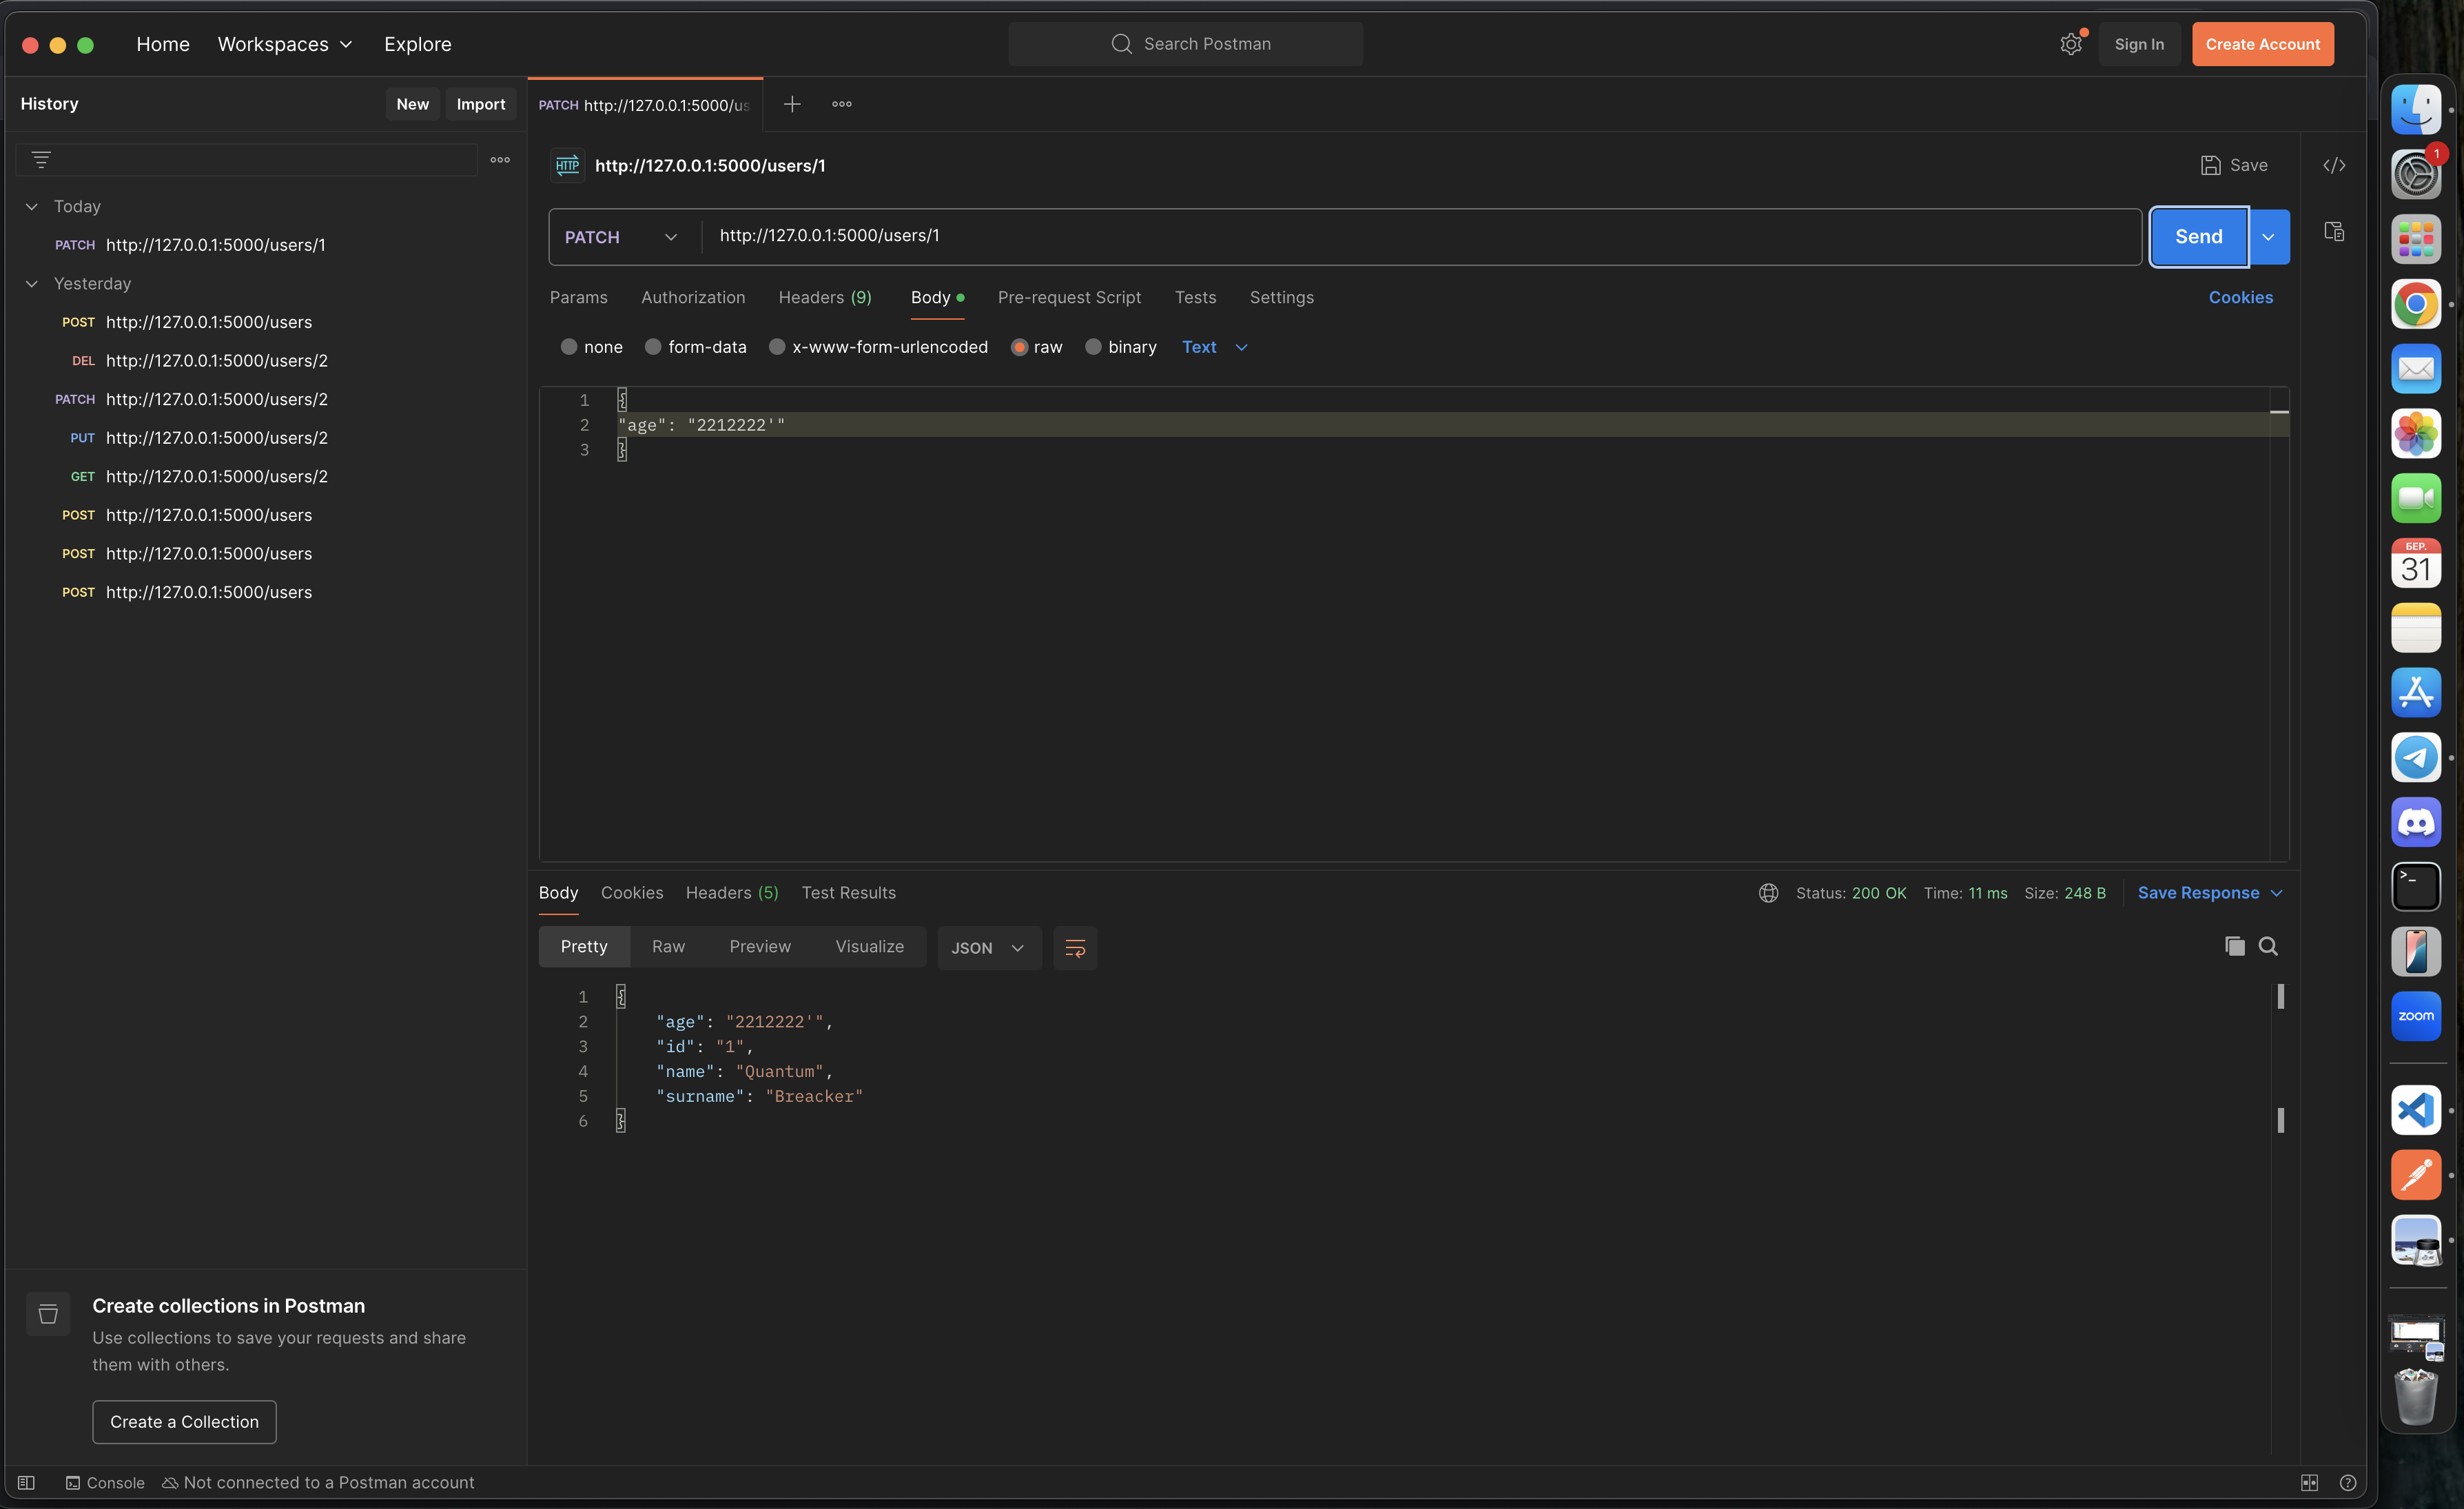 Home Workspaces Explore
Search Postman
Sign In Create Account
History New Import
PATCH http://127.0.0.1:5000/us
HTTP http://127.0.0.1:5000/users/1
Save
PATCH http://127.0.0.1:5000/users/1
Send
Params Authorization Headers (9) Body Pre-request Script Tests Settings Cookies
none form-data x-www-form-urlencoded raw binary Text
1 {
2 "age": "2212222'"
3 }
Today
PATCH http://127.0.0.1:5000/users/1
Yesterday
POST http://127.0.0.1:5000/users
DEL http://127.0.0.1:5000/users/2
PATCH http://127.0.0.1:5000/users/2
PUT http://127.0.0.1:5000/users/2
GET http://127.0.0.1:5000/users/2
POST http://127.0.0.1:5000/users
POST http://127.0.0.1:5000/users
POST http://127.0.0.1:5000/users
Body Cookies Headers (5) Test Results
Status: 200 OK Time: 11 ms Size: 248 B Save Response
Pretty Raw Preview Visualize JSON
1 {
2 "age": "2212222'",
3 "id": "1",
4 "name": "Quantum",
5 "surname": "Breacker"
6 }
Create collections in Postman
Use collections to save your requests and share
them with others.
Create a Collection
Console Not connected to a Postman account
1
БЕР.
31
zoom